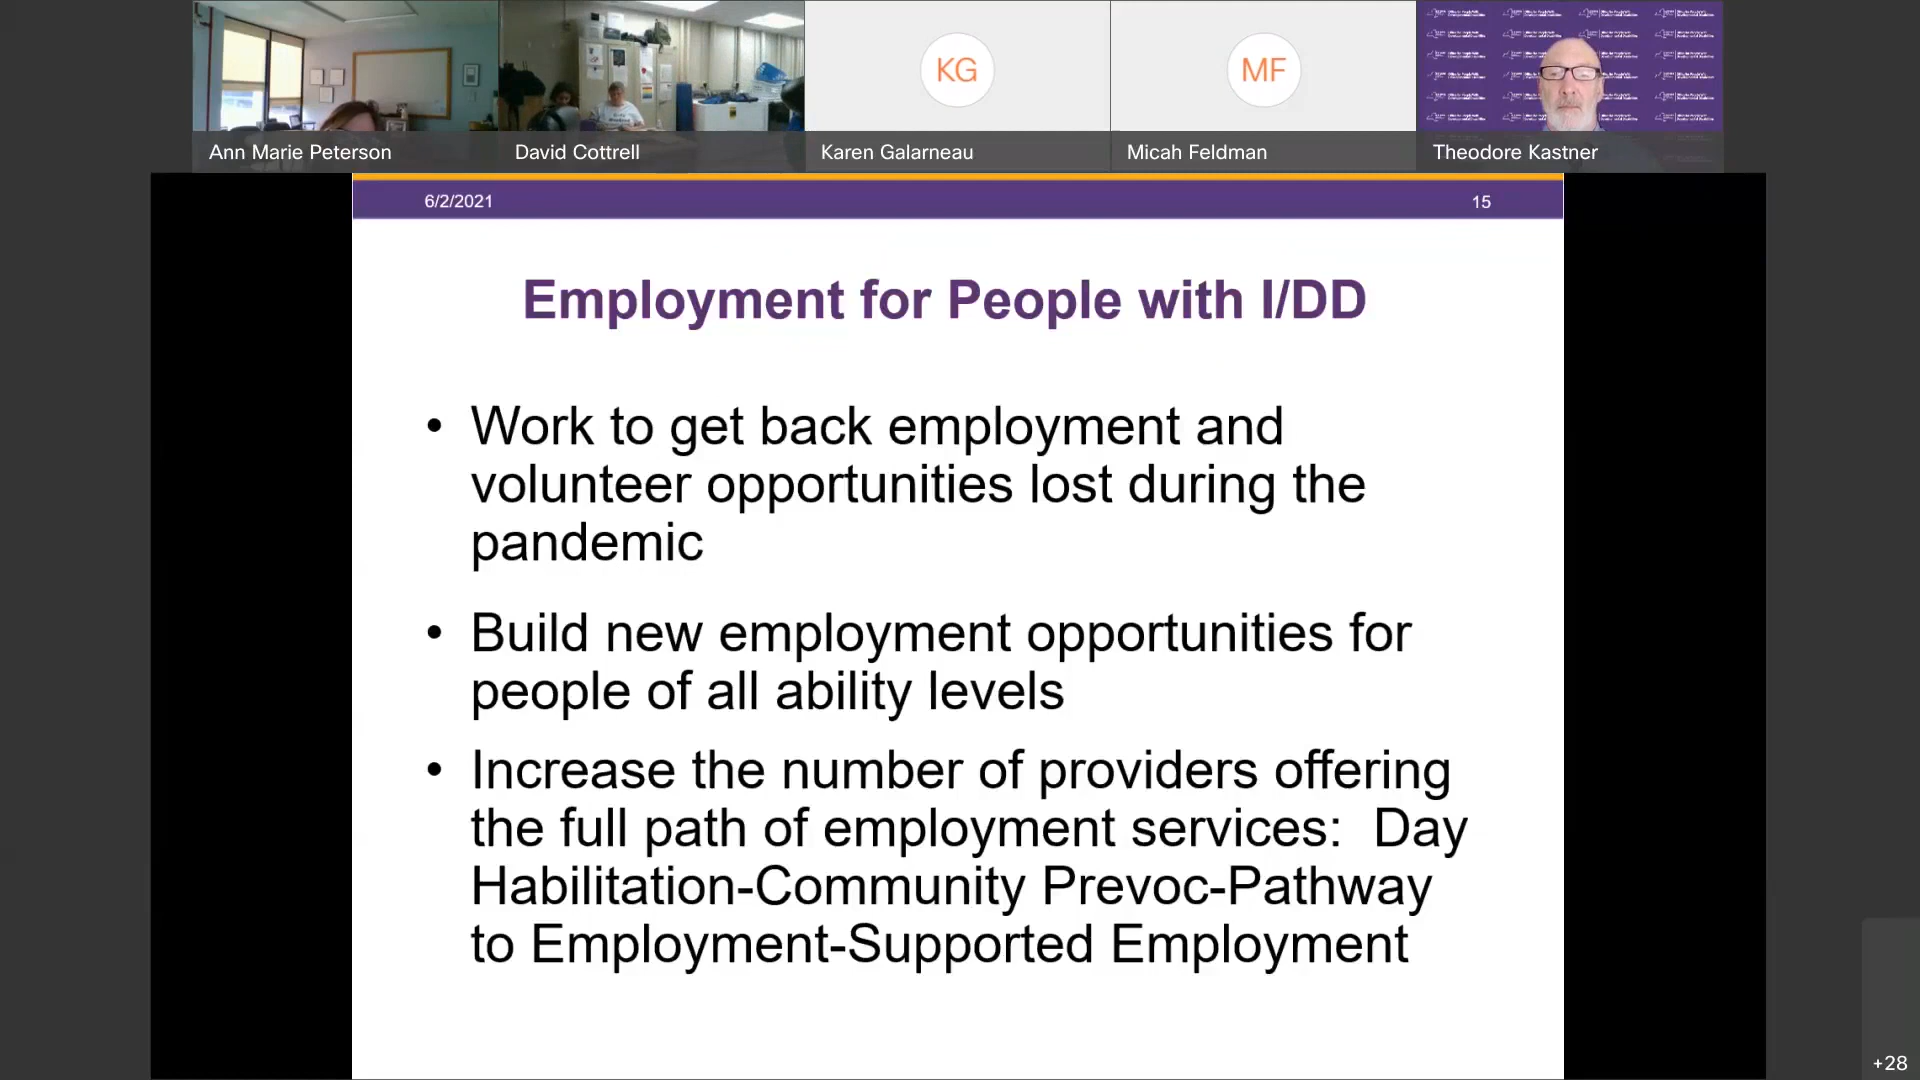 KG
MF
Ann Marie Peterson
David Cottrell
Karen Galarneau
Micah Feldman
Theodore Kastner
6/2/2021
15
Employment for People with I/DD
• Work to get back employment and
volunteer opportunities lost during the
pandemic
• Build new employment opportunities for
people of all ability levels
• Increase the number of providers offering
the full path of employment services: Day
Habilitation-Community Prevoc-Pathway
to Employment-Supported Employment
+28